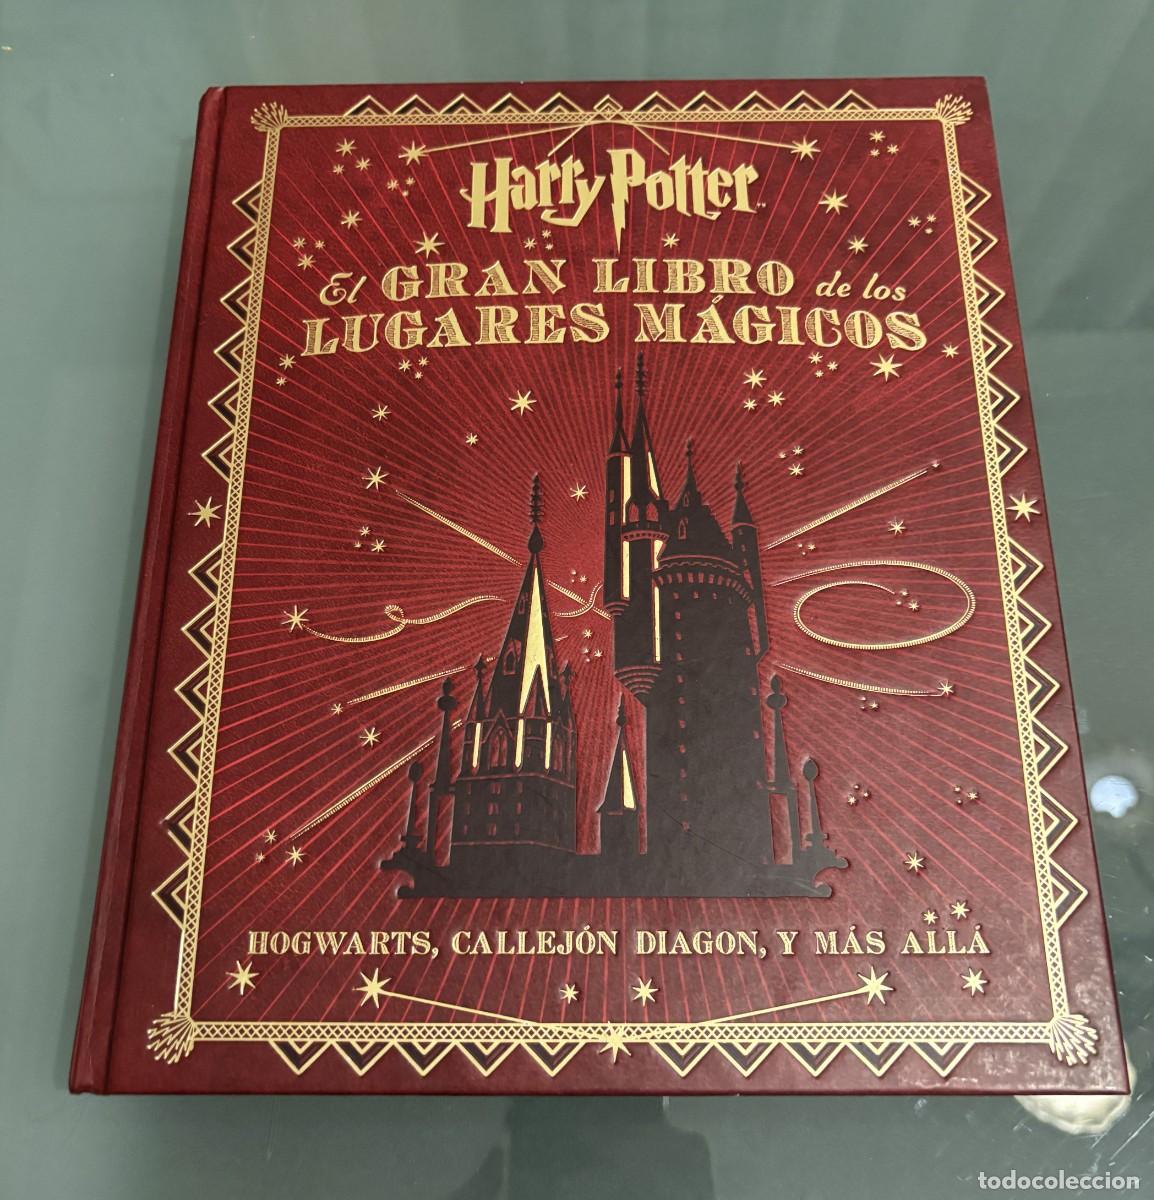 Harry Potter
El GRAN LIBRO de los
LUGARES MÁGICOS
HOGWARTS, CALLEJÓN DIAGON, Y MÁS ALLÁ
todocoleccion